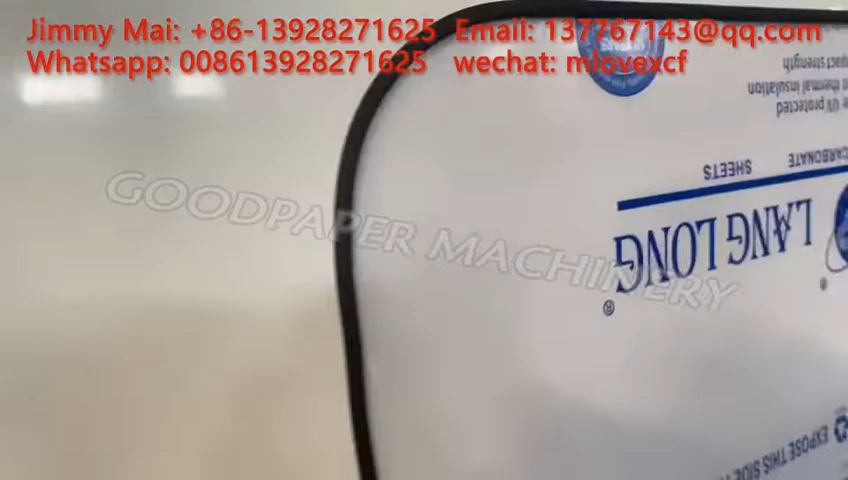 Jimmy Mai: +86-13928271625 Email: 137767143@qq.com
Whatsapp: 008613928271625 wechat: mlovexcf
GOODPAPER MACHINERY
EXPOSE THIS SIDE
LANG LONG
®
®
CARBONATE SHEETS
UV protected
thermal insulation
strength